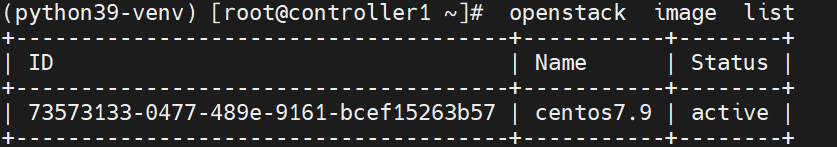 (python39-venv) [root@controller1 ~]#  openstack  image  list
+--------------------------------------+-----------+--------+
| ID                                   | Name      | Status |
+--------------------------------------+-----------+--------+
| 73573133-0477-489e-9161-bcef15263b57 | centos7.9 | active |
+--------------------------------------+-----------+--------+